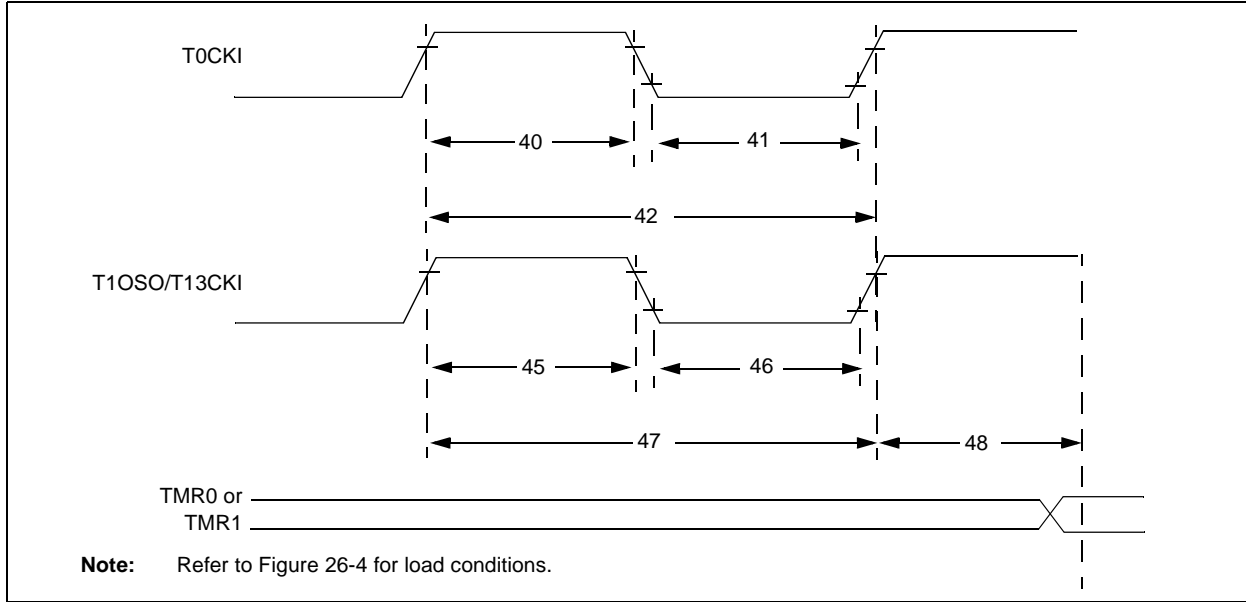 T0CKI
40
41
42
T1OSO/T13CKI
45
46
47
48
TMR0 or
TMR1
Note: Refer to Figure 26-4 for load conditions.